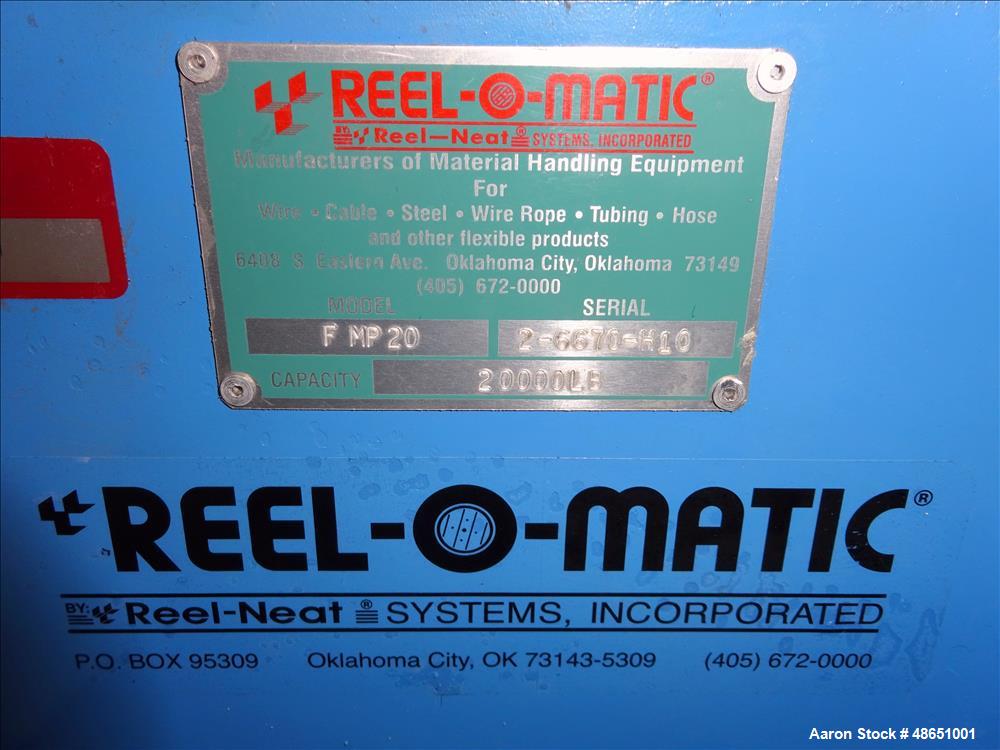 REEL-O-MATIC®
BY: Reel-Neat® SYSTEMS, INCORPORATED
Manufacturers of Material Handling Equipment
For
Wire • Cable • Steel • Wire Rope • Tubing • Hose
and other flexible products
6408 S Eastern Ave. Oklahoma City, Oklahoma 73149
(405) 672-0000
MODEL SERIAL
F MP20 2-6670-H10
CAPACITY 20000LB
REEL-O-MATIC®
BY: Reel-Neat® SYSTEMS, INCORPORATED
P.O. BOX 95309 Oklahoma City, OK 73143-5309 (405) 672-0000
Aaron Stock # 48651001